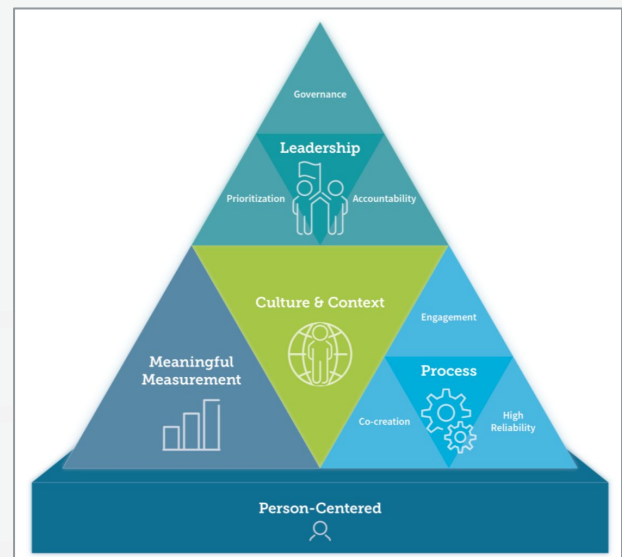 Governance
Leadership
Prioritization
Accountability
Culture & Context
Engagement
Meaningful
Measurement
Process
Co-creation
High
Reliability
Person-Centered